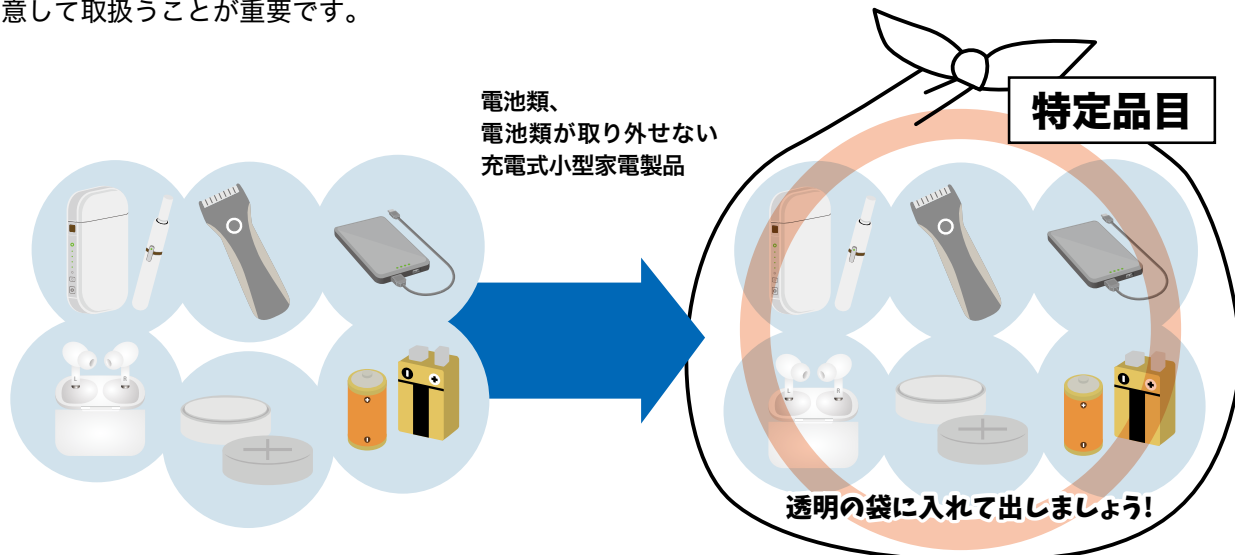 意して取扱うことが重要です。
電池類、
電池類が取り外せない
充電式小型家電製品
特定品目
透明の袋に入れて出しましょう!